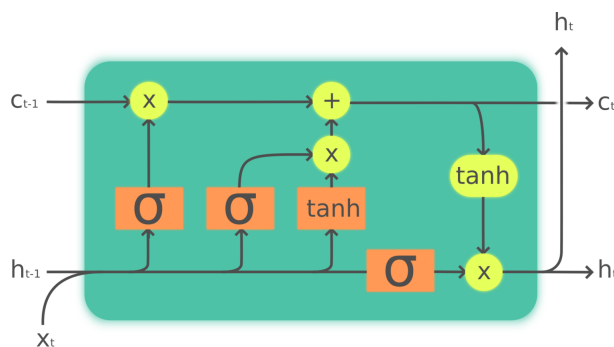 hₜ
cₜ₋₁ x + cₜ
x
tanh
σ σ tanh
hₜ₋₁ σ x hₜ
xₜ